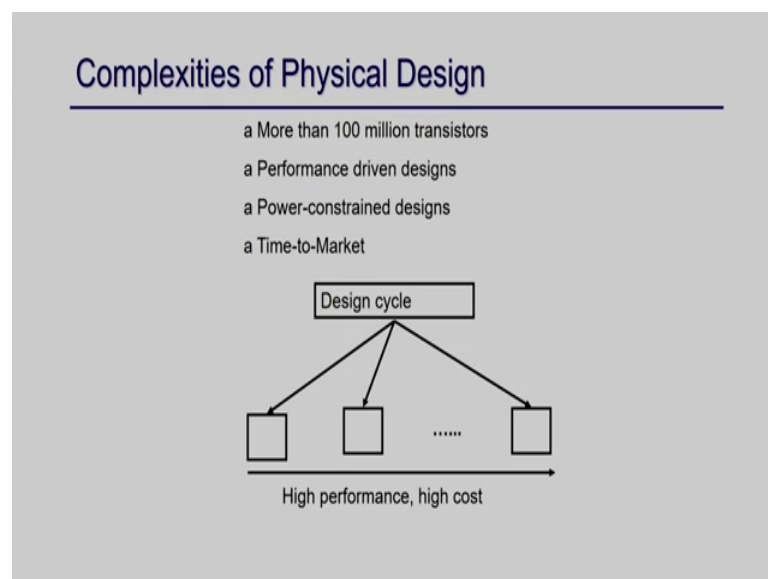 Complexities of Physical Design
a More than 100 million transistors
a Performance driven designs
a Power-constrained designs
a Time-to-Market
Design cycle
......
High performance, high cost